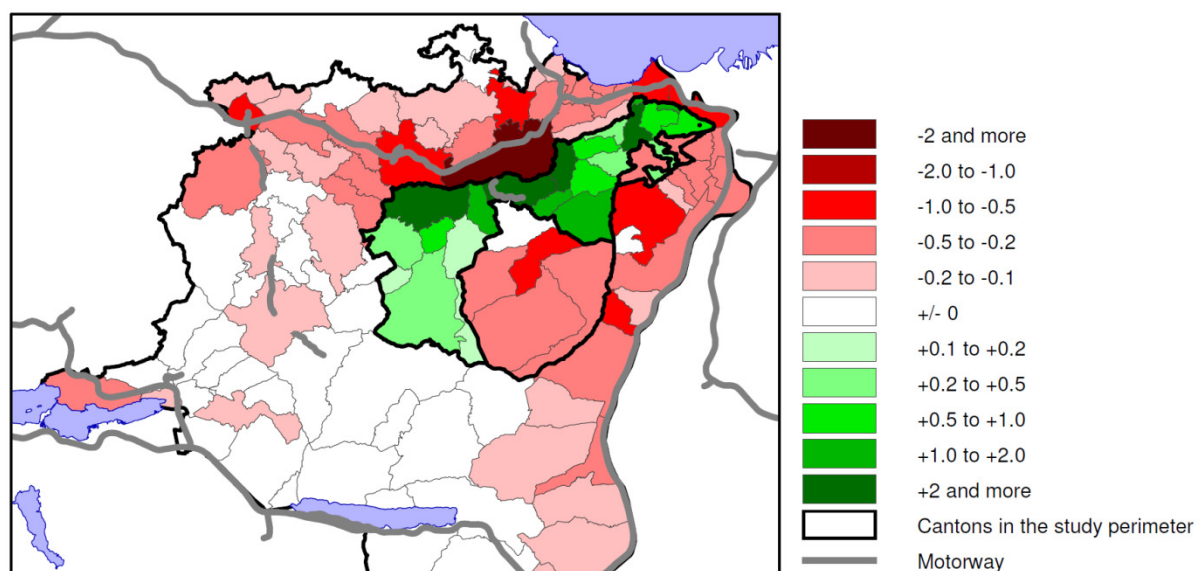 -2 and more
-2.0 to -1.0
-1.0 to -0.5
-0.5 to -0.2
-0.2 to -0.1
+/- 0
+0.1 to +0.2
+0.2 to +0.5
+0.5 to +1.0
+1.0 to +2.0
+2 and more
Cantons in the study perimeter
Motorway